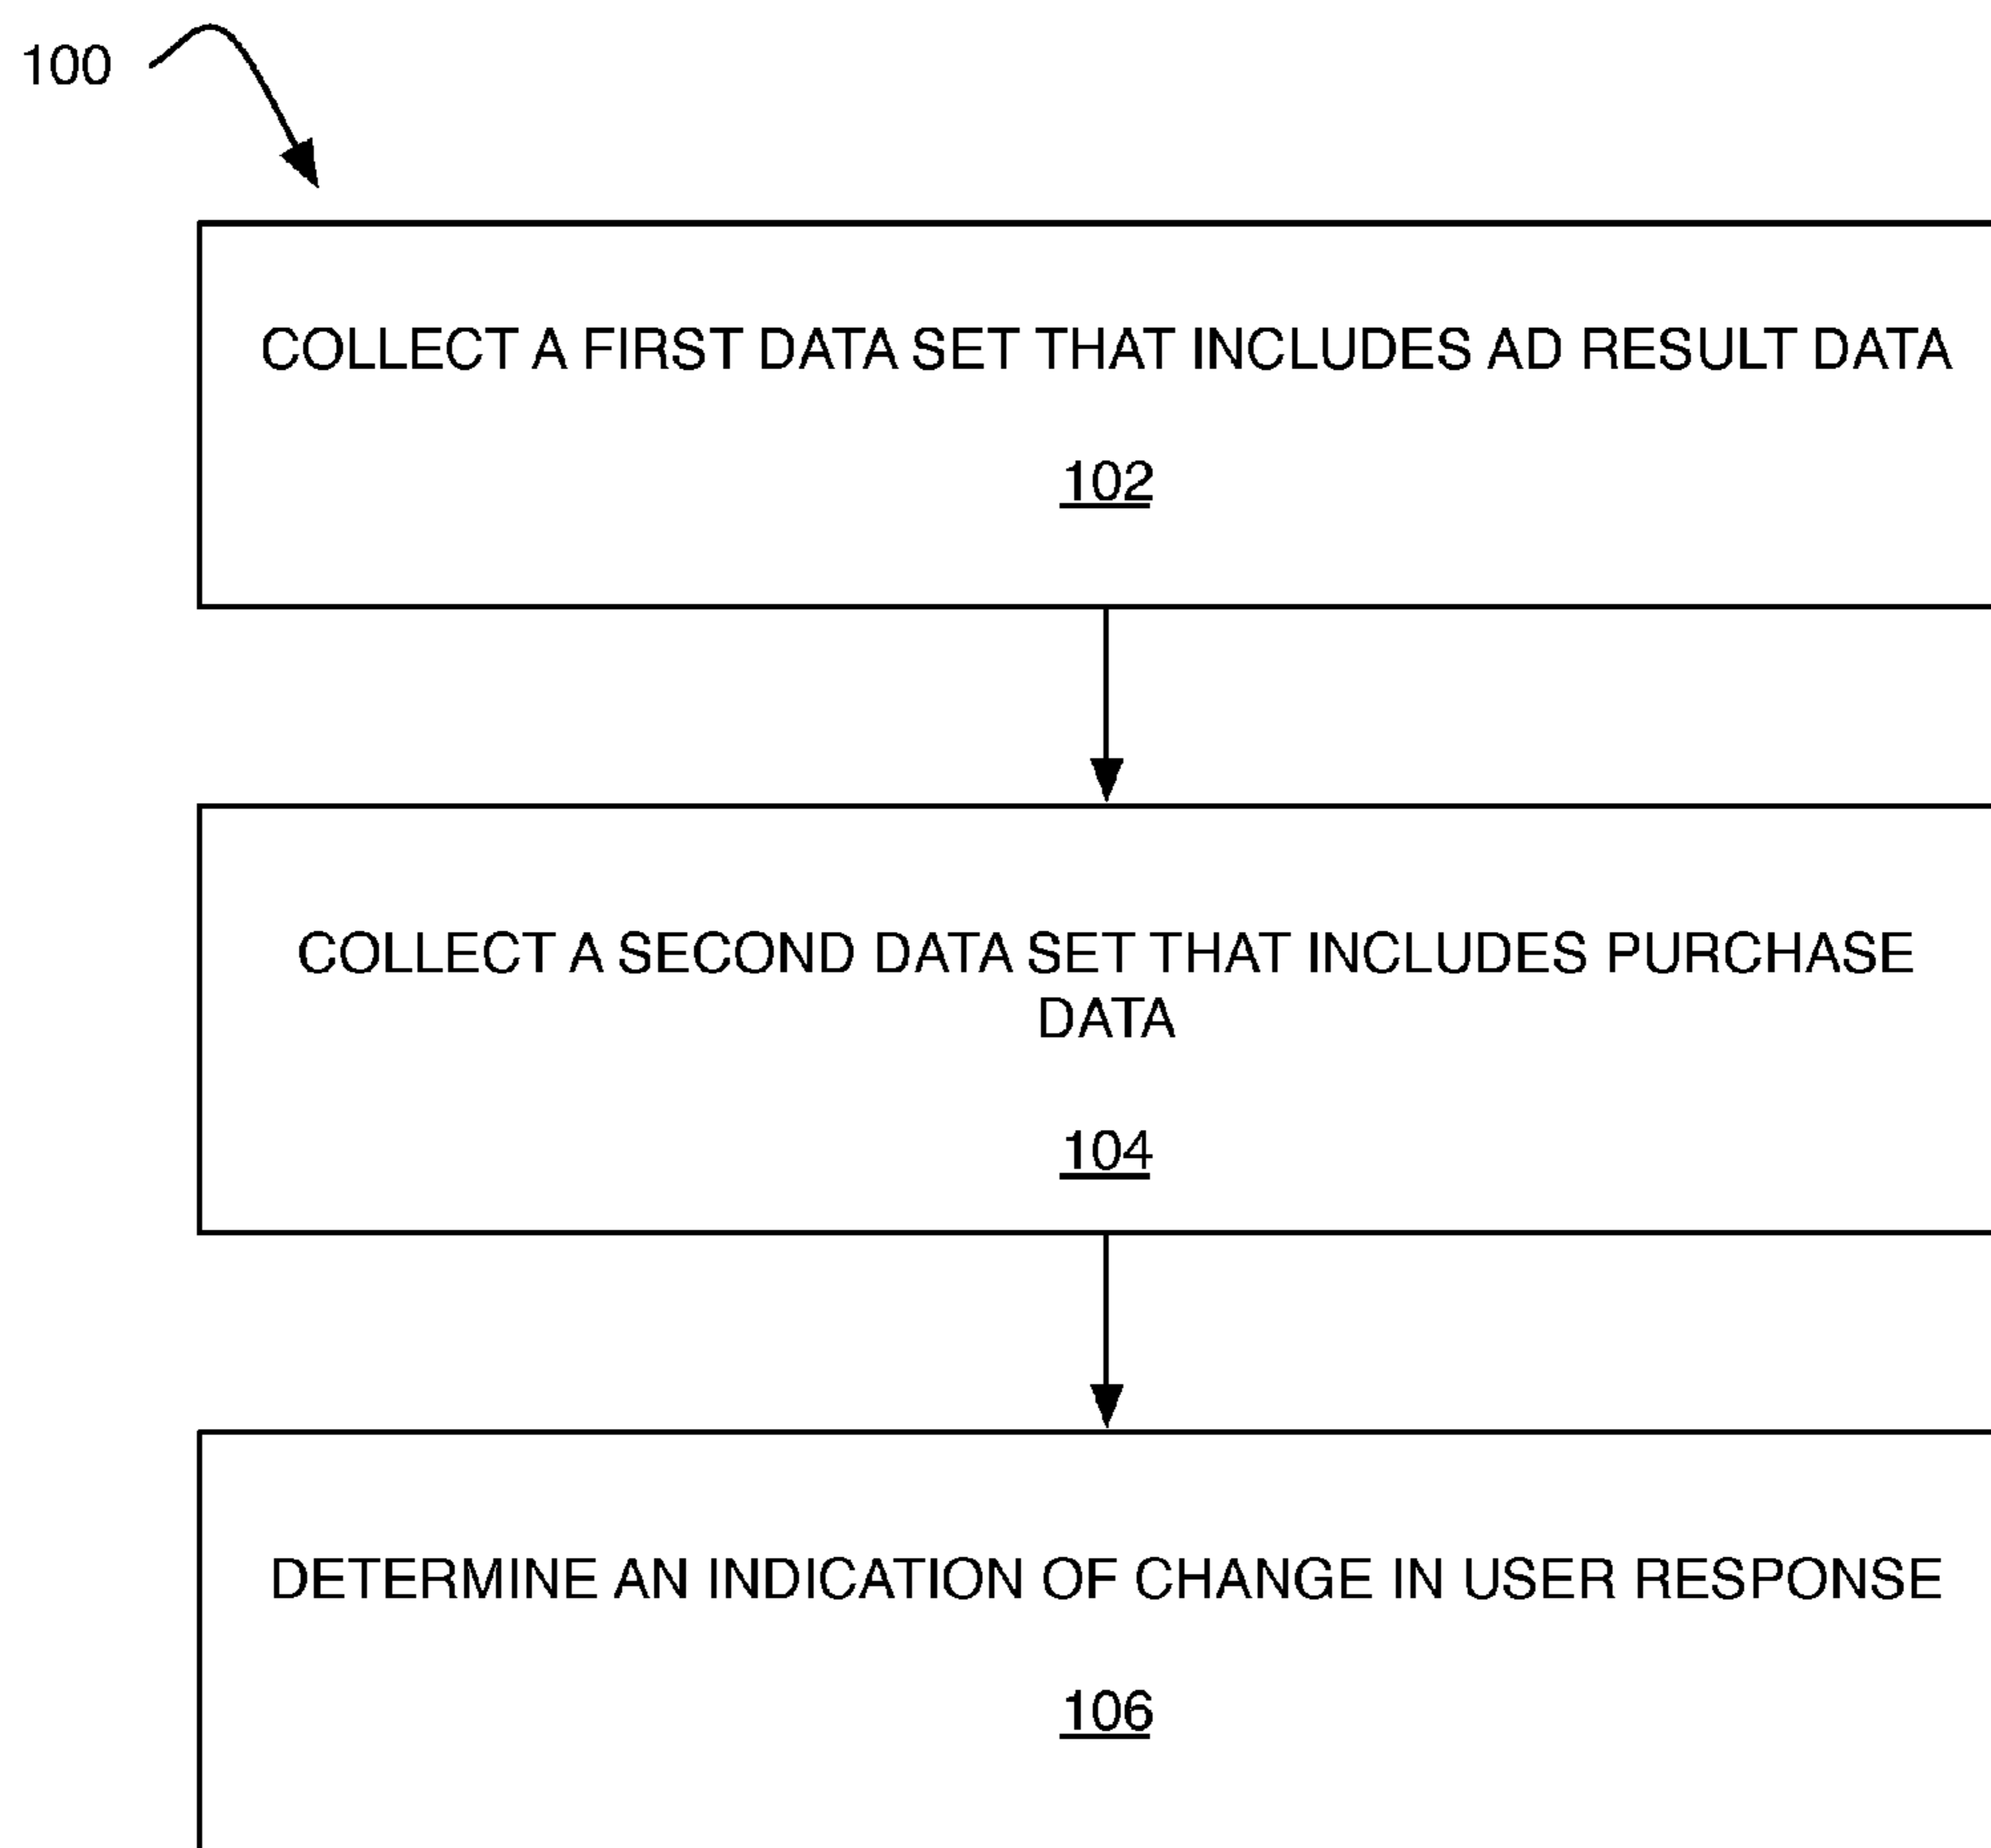 100
COLLECT A FIRST DATA SET THAT INCLUDES AD RESULT DATA
102
COLLECT A SECOND DATA SET THAT INCLUDES PURCHASE
DATA
104
DETERMINE AN INDICATION OF CHANGE IN USER RESPONSE
106